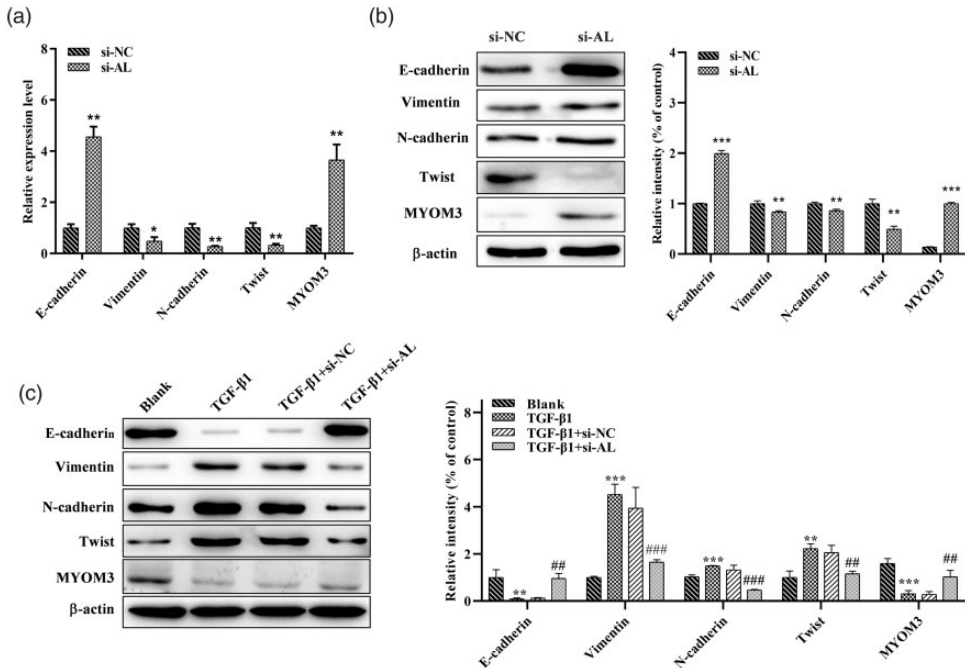 (a)
si-NC
si-AL
Relative expression level
8
6
4
2
0
**
*
**
**
**
E-cadherin
Vimentin
N-cadherin
Twist
MYOM3
(b)
si-NC
si-AL
E-cadherin
Vimentin
N-cadherin
Twist
MYOM3
β-actin
si-NC
si-AL
Relative intensity (% of control)
4
3
2
1
0
***
**
**
**
***
E-cadherin
Vimentin
N-cadherin
Twist
MYOM3
(c)
Blank
TGF-β1
TGF-β1+si-NC
TGF-β1+si-AL
E-cadherin
Vimentin
N-cadherin
Twist
MYOM3
β-actin
Blank
TGF-β1
TGF-β1+si-NC
TGF-β1+si-AL
Relative intensity (% of control)
8
6
4
2
0
**
##
***
###
***
###
**
##
***
##
E-cadherin
Vimentin
N-cadherin
Twist
MYOM3